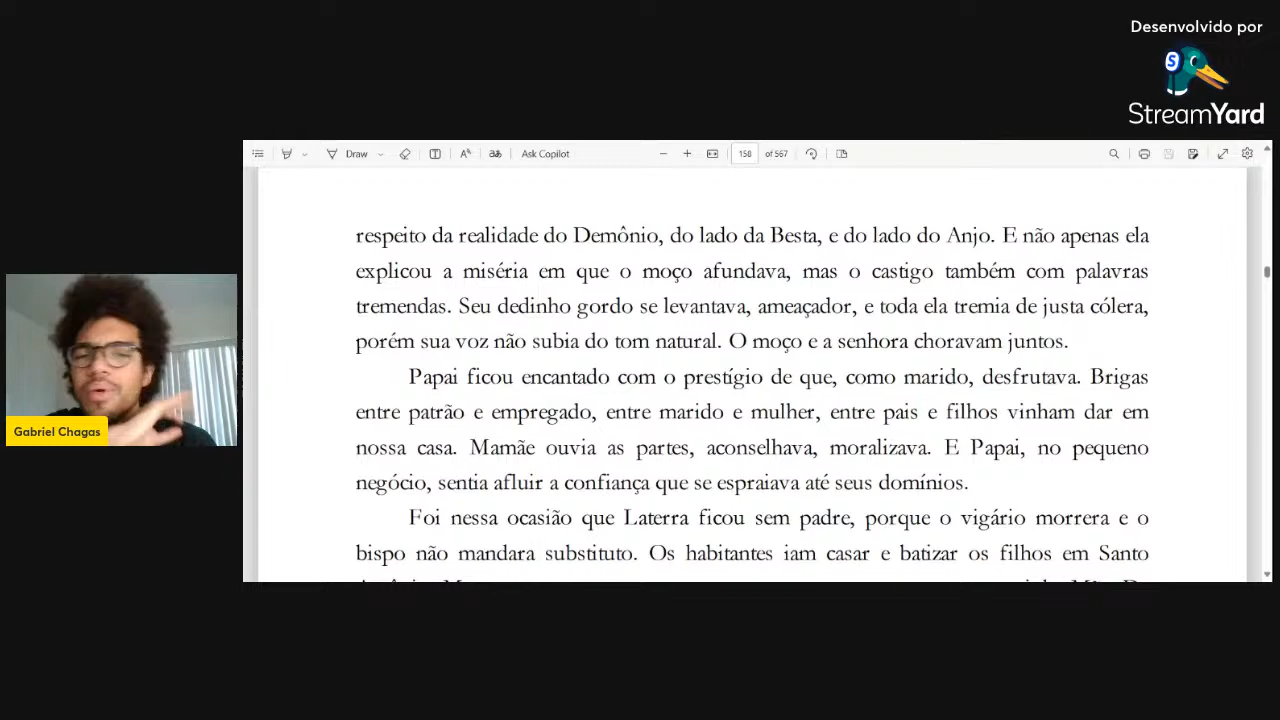 Desenvolvido por
StreamYard
Draw
Ask Copilot
158 of 567
respeito da realidade do Demônio, do lado da Besta, e do lado do Anjo. E não apenas ela
explicou a miséria em que o moço afundava, mas o castigo também com palavras
tremendas. Seu dedinho gordo se levantava, ameaçador, e toda ela tremia de justa cólera,
porém sua voz não subia do tom natural. O moço e a senhora choravam juntos.
Papai ficou encantado com o prestígio de que, como marido, desfrutava. Brigas
entre patrão e empregado, entre marido e mulher, entre pais e filhos vinham dar em
nossa casa. Mamãe ouvia as partes, aconselhava, moralizava. E Papai, no pequeno
negócio, sentia afluir a confiança que se espraiava até seus domínios.
Foi nessa ocasião que Laterra ficou sem padre, porque o vigário morrera e o
bispo não mandara substituto. Os habitantes iam casar e batizar os filhos em Santo
Gabriel Chagas